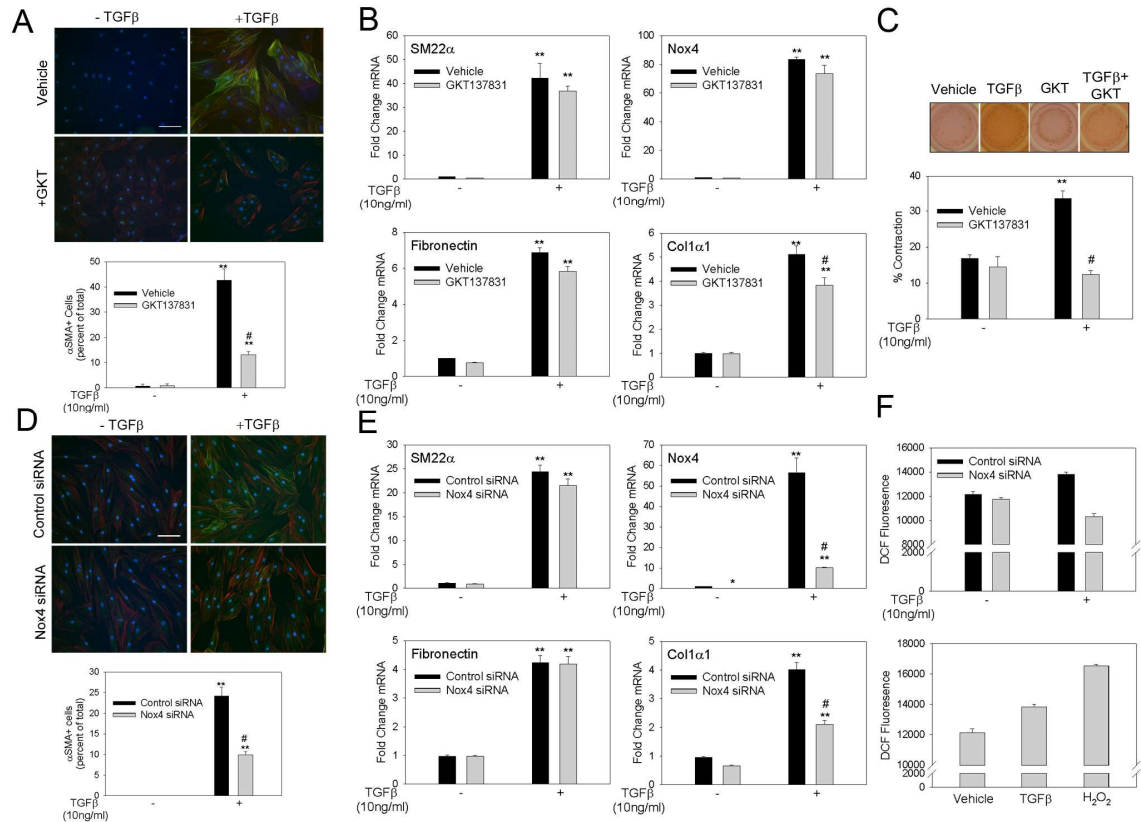 A
- TGFβ +TGFβ
Vehicle
+GKT
αSMA+ Cells
(percent of total)
50
40
30
20
10
0
**
#
**
Vehicle
GKT137831
- +
TGFβ
(10ng/ml)
B
SM22α
Vehicle
GKT137831
Fold Change mRNA
60
50
40
30
20
10
0
** **
- +
TGFβ
(10ng/ml)
Nox4
Vehicle
GKT137831
Fold Change mRNA
100
80
60
40
20
0
** **
- +
TGFβ
(10ng/ml)
Fibronectin
Vehicle
GKT137831
Fold Change mRNA
8
6
4
2
0
** **
- +
TGFβ
(10ng/ml)
Col1α1
Vehicle
GKT137831
Fold Change mRNA
6
5
4
3
2
1
0
**
#
**
- +
TGFβ
(10ng/ml)
C
Vehicle TGFβ GKT TGFβ+
GKT
Vehicle
GKT137831
% Contraction
40
30
20
10
0
**
#
- +
TGFβ
(10ng/ml)
D
- TGFβ +TGFβ
Control siRNA
Nox4 siRNA
αSMA+ cells
(percent of total)
30
25
20
15
10
5
0
**
#
**
Control siRNA
Nox4 siRNA
- +
TGFβ
(10ng/ml)
E
SM22α
Control siRNA
Nox4 siRNA
Fold Change mRNA
30
25
20
15
10
5
0
** **
- +
TGFβ
(10ng/ml)
Nox4
Control siRNA
Nox4 siRNA
Fold Change mRNA
70
60
50
40
30
20
10
0
*
**
#
**
- +
TGFβ
(10ng/ml)
Fibronectin
Control siRNA
Nox4 siRNA
Fold Change mRNA
5
4
3
2
1
0
** **
- +
TGFβ
(10ng/ml)
Col1α1
Control siRNA
Nox4 siRNA
Fold Change mRNA
5
4
3
2
1
0
**
#
**
- +
TGFβ
(10ng/ml)
F
Control siRNA
Nox4 siRNA
DCF Fluoresence
16000
14000
12000
10000
8000
2000
0
- +
TGFβ
(10ng/ml)
DCF Fluoresence
18000
16000
14000
12000
10000
2000
0
Vehicle TGFβ H₂O₂